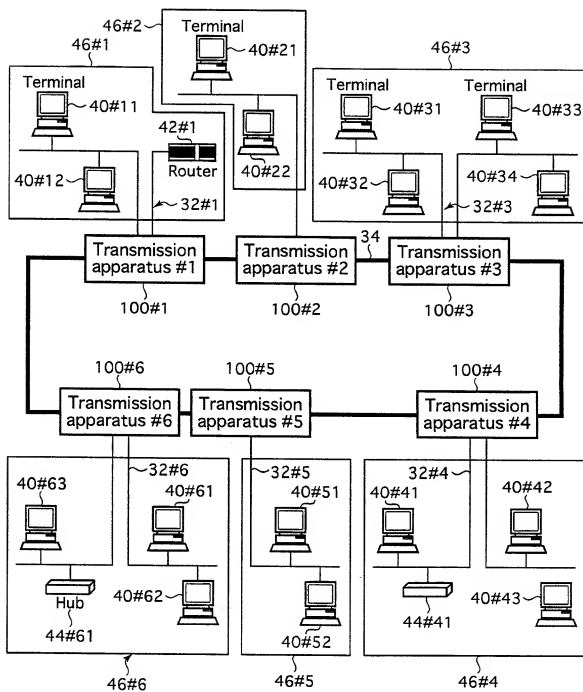 46#1
46#2
46#3
Terminal
40#21
Terminal
40#11
42#1
Router
40#12
40#22
32#1
Terminal
Terminal
40#31
40#33
40#32
40#34
32#3
34
Transmission
apparatus #1
Transmission
apparatus #2
Transmission
apparatus #3
100#1
100#2
100#3
100#6
100#5
100#4
Transmission
apparatus #6
Transmission
apparatus #5
Transmission
apparatus #4
32#6
32#5
32#4
40#63
40#61
40#51
40#41
40#42
Hub
40#62
44#61
40#52
44#41
40#43
46#6
46#5
46#4